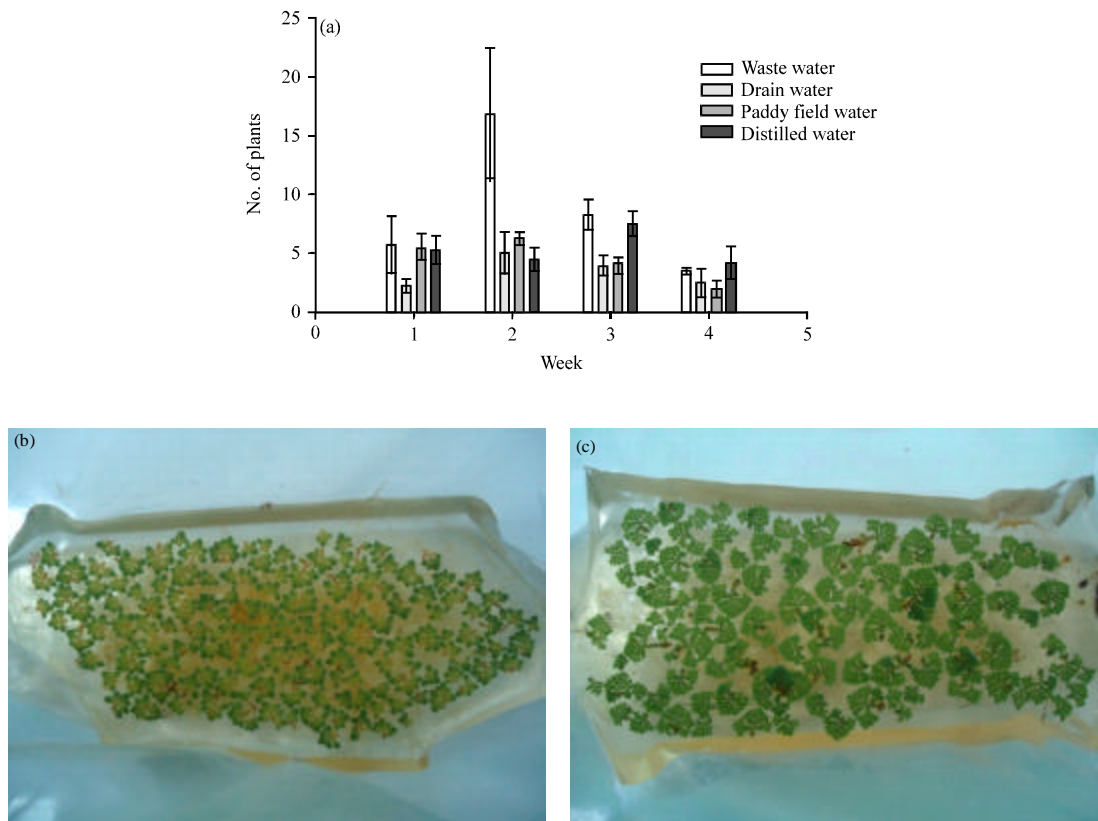 (a)
25
20
15
10
5
0
No. of plants
Waste water
Drain water
Paddy field water
Distilled water
0 1 2 3 4 5
Week
(b)
(c)